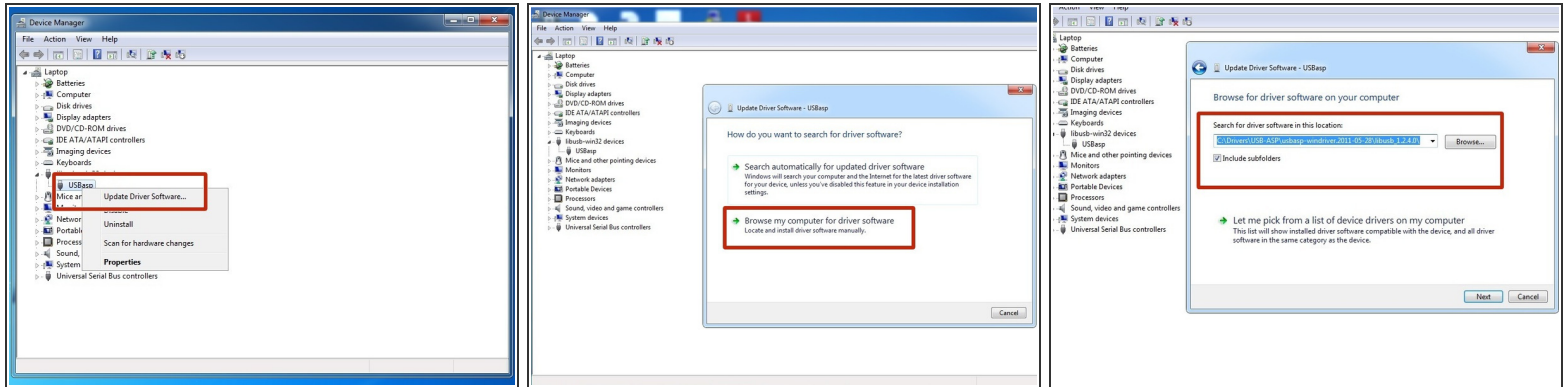 Device Manager
File Action View Help
Laptop
Batteries
Computer
Disk drives
Display adapters
DVD/CD-ROM drives
IDE ATA/ATAPI controllers
Imaging devices
Keyboards
USBasp
Mice ar
Networ
Portabl
Process
Sound,
System
Universal Serial Bus controllers
Update Driver Software...
Disable
Uninstall
Scan for hardware changes
Properties
Device Manager
File Action View Help
Laptop
Batteries
Computer
Disk drives
Display adapters
DVD/CD-ROM drives
IDE ATA/ATAPI controllers
Imaging devices
Keyboards
libusb-win32 devices
USBasp
Mice and other pointing devices
Monitors
Network adapters
Portable Devices
Processors
Sound, video and game controllers
System devices
Universal Serial Bus controllers
Update Driver Software - USBasp
How do you want to search for driver software?
Search automatically for updated driver software
Windows will search your computer and the Internet for the latest driver software
for your device, unless you've disabled this feature in your device installation
settings.
Browse my computer for driver software
Locate and install driver software manually.
Cancel
Action View Help
Laptop
Batteries
Computer
Disk drives
Display adapters
DVD/CD-ROM drives
IDE ATA/ATAPI controllers
Imaging devices
Keyboards
libusb-win32 devices
USBasp
Mice and other pointing devices
Monitors
Network adapters
Portable Devices
Processors
Sound, video and game controllers
System devices
Universal Serial Bus controllers
Update Driver Software - USBasp
Browse for driver software on your computer
Search for driver software in this location:
C:\Drivers\USB-ASP\usbasp-windriver.2011-05-28\libusb_1.2.4.0\
Browse...
Include subfolders
Let me pick from a list of device drivers on my computer
This list will show installed driver software compatible with the device, and all driver
software in the same category as the device.
Next Cancel